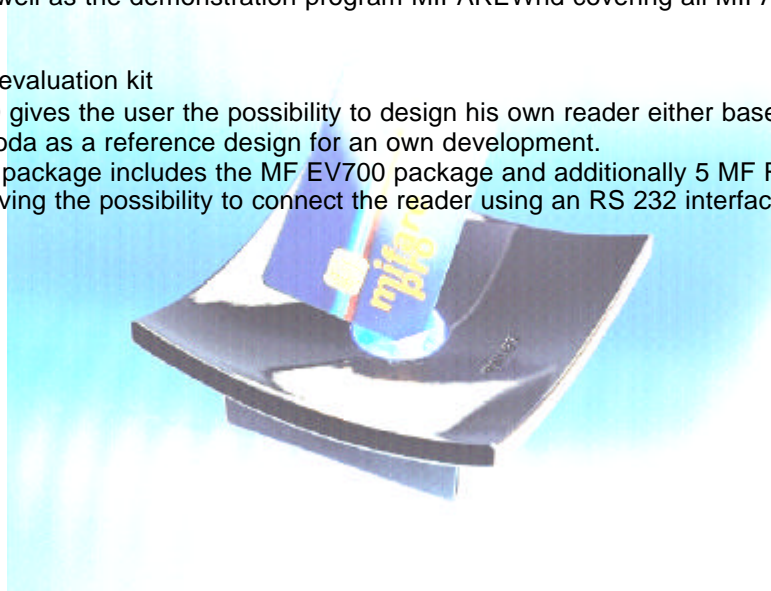 well as the demonstration program MIFAREWnd covering all MIFA
evaluation kit
gives the user the possibility to design his own reader either base
oda as a reference design for an own development.
package includes the MF EV700 package and additionally 5 MF R
ving the possibility to connect the reader using an RS 232 interfac
mifare
pro